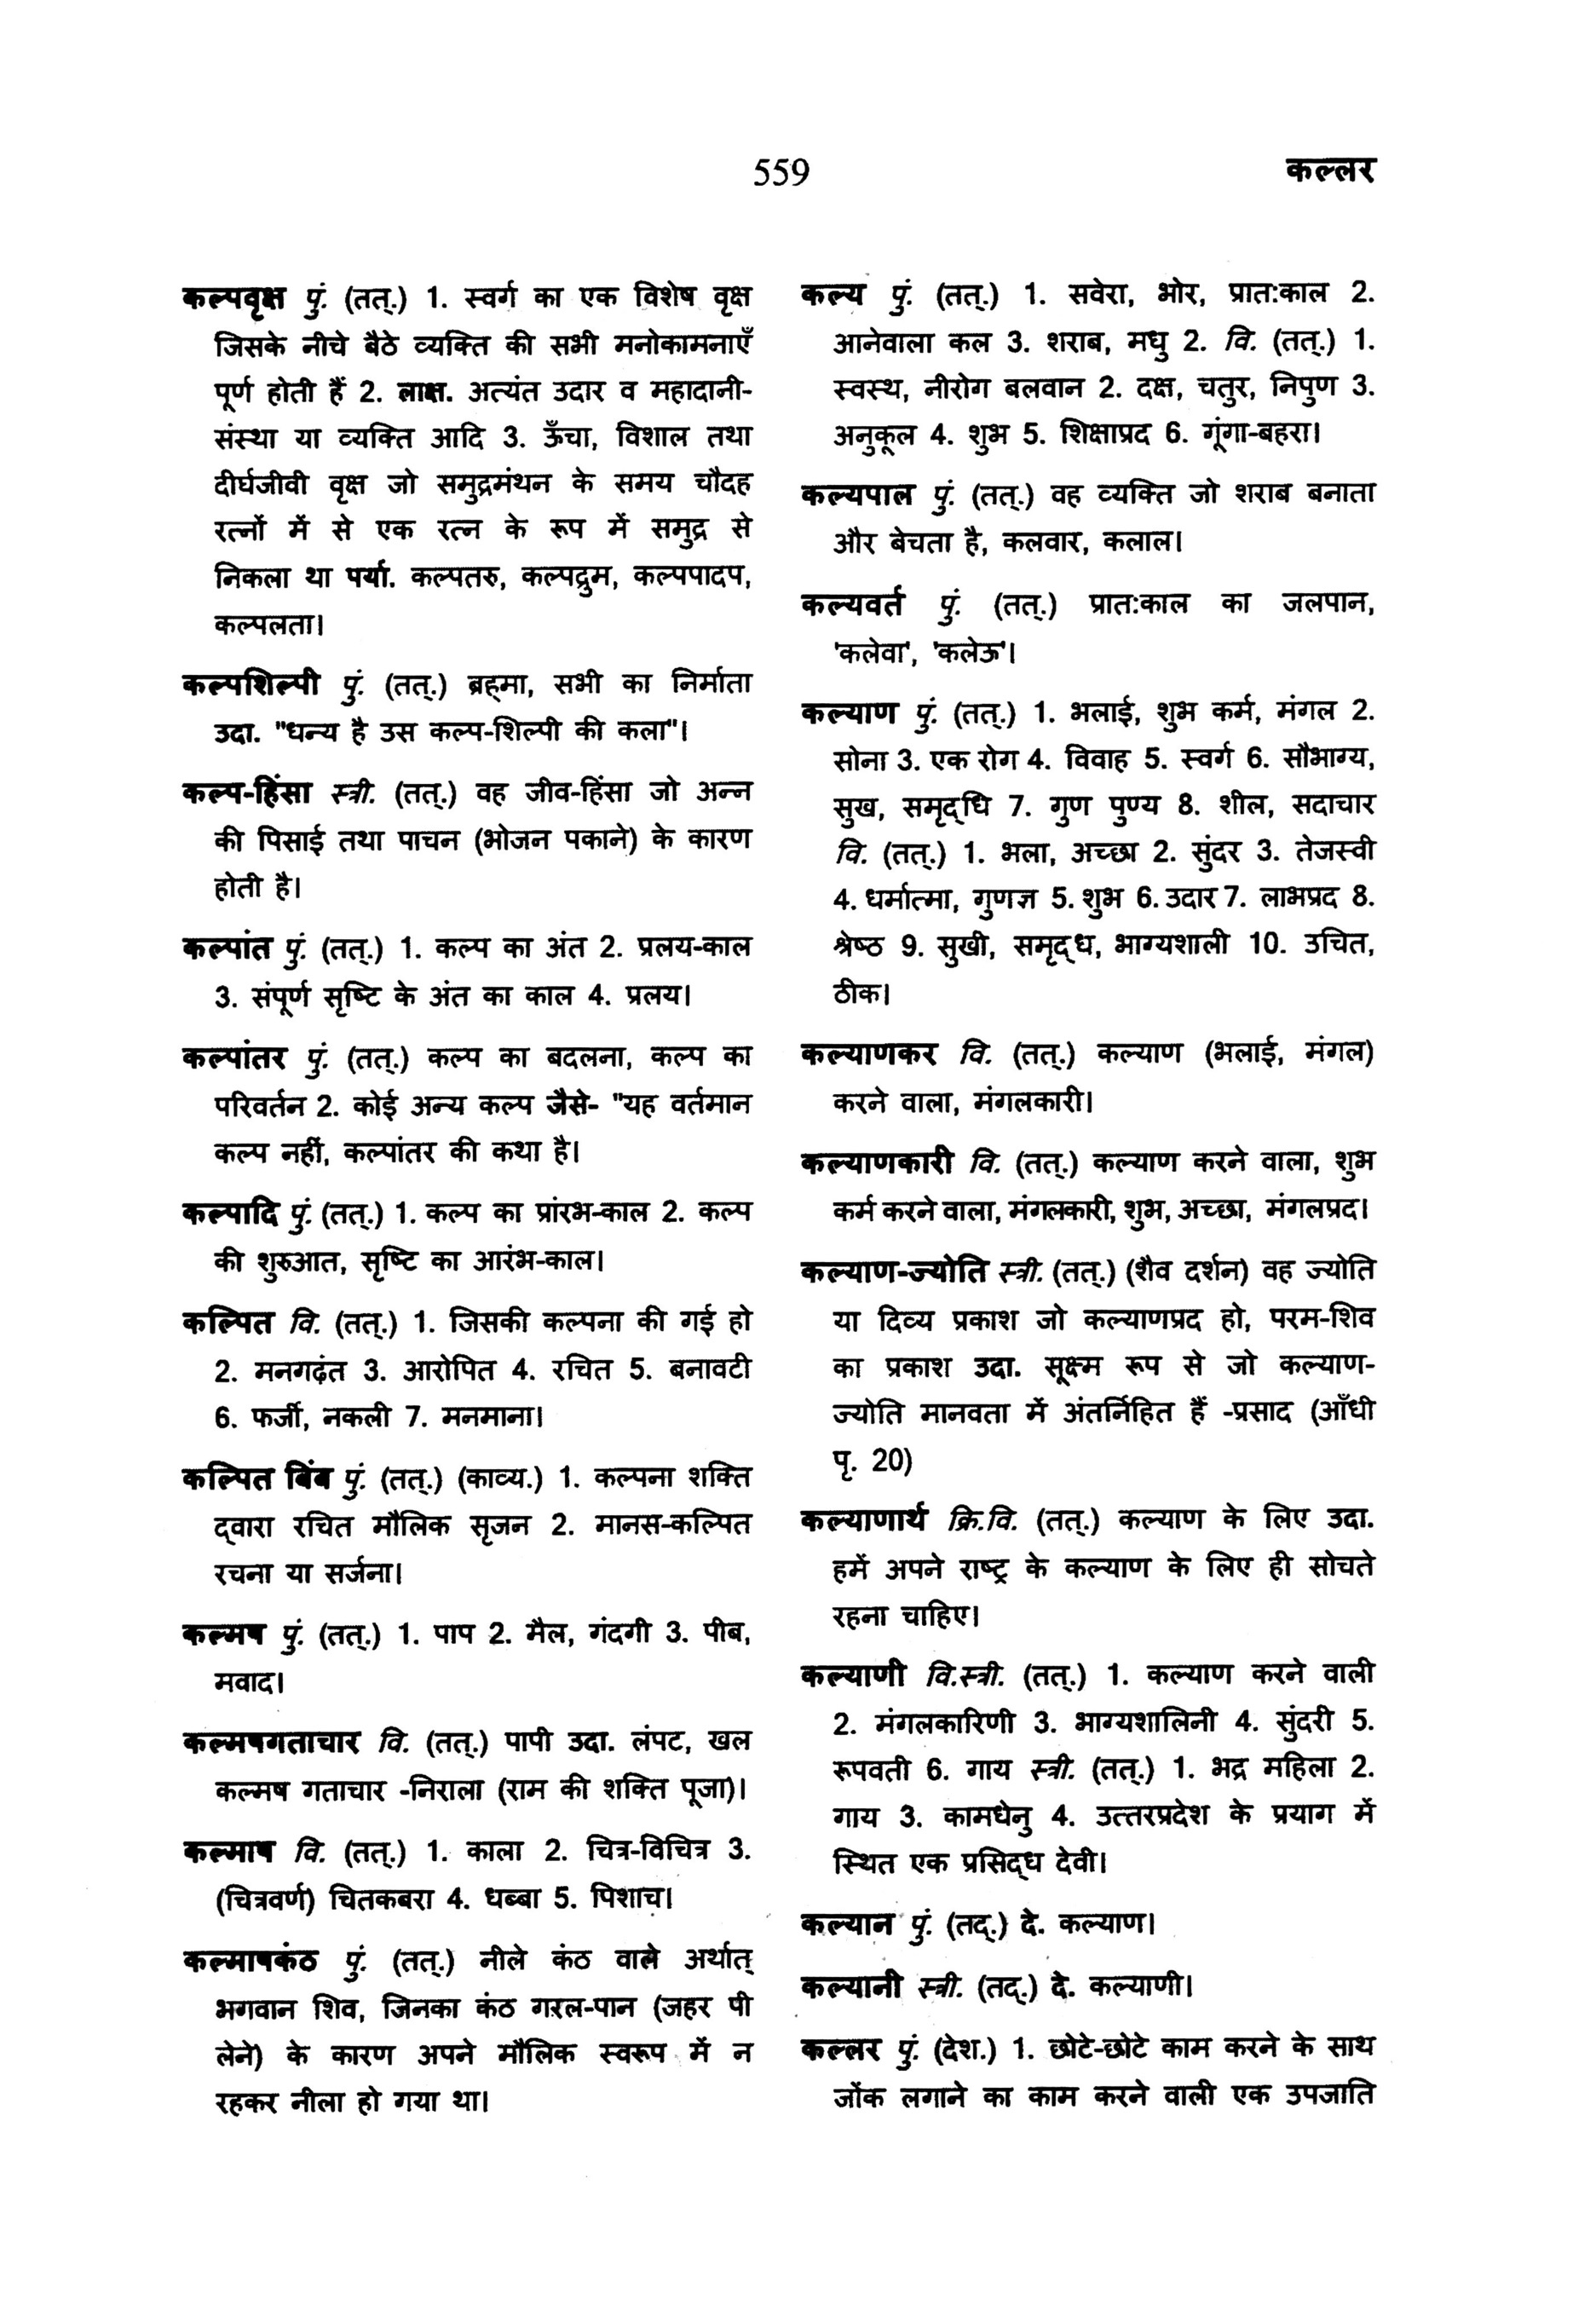 559
कल्लर
कल्पवृक्ष पुं. (तत्.) 1. स्वर्ग का एक विशेष वृक्ष
जिसके नीचे बैठे व्यक्ति की सभी मनोकामनाएँ
पूर्ण होती हैं 2. लाक्ष. अत्यंत उदार व महादानी-
संस्था या व्यक्ति आदि 3. ऊँचा, विशाल तथा
दीर्घजीवी वृक्ष जो समुद्रमंथन के समय चौदह
रत्नों में से एक रत्न के रूप में समुद्र से
निकला था पर्या. कल्पतरु, कल्पद्रुम, कल्पपादप,
कल्पलता।
कल्पशिल्पी पुं. (तत्.) ब्रह्‌मा, सभी का निर्माता
उदा. "धन्य है उस कल्प-शिल्पी की कला"।
कल्प-हिंसा स्त्री. (तत्.) वह जीव-हिंसा जो अन्न
की पिसाई तथा पाचन (भोजन पकाने) के कारण
होती है।
कल्पांत पुं. (तत्.) 1. कल्प का अंत 2. प्रलय-काल
3. संपूर्ण सृष्टि के अंत का काल 4. प्रलय।
कल्पांतर पुं. (तत्.) कल्प का बदलना, कल्प का
परिवर्तन 2. कोई अन्य कल्प जैसे- "यह वर्तमान
कल्प नहीं, कल्पांतर की कथा है।
कल्पादि पुं. (तत्.) 1. कल्प का प्रांरभ-काल 2. कल्प
की शुरुआत, सृष्टि का आरंभ-काल।
कल्पित वि. (तत्.) 1. जिसकी कल्पना की गई हो
2. मनगढ़ंत 3. आरोपित 4. रचित 5. बनावटी
6. फर्जी, नकली 7. मनमाना।
कल्पित बिंब पुं. (तत्.) (काव्य.) 1. कल्पना शक्ति
द्‌वारा रचित मौलिक सृजन 2. मानस-कल्पित
रचना या सर्जना।
कल्मष पुं. (तत्.) 1. पाप 2. मैल, गंदगी 3. पीब,
मवाद।
कल्मषगताचार वि. (तत्.) पापी उदा. लंपट, खल
कल्मष गताचार -निराला (राम की शक्ति पूजा)।
कल्माष वि. (तत्.) 1. काला 2. चित्र-विचित्र 3.
(चित्रवर्ण) चितकबरा 4. धब्बा 5. पिशाच।
कल्माषकंठ पुं. (तत्.) नीले कंठ वाले अर्थात्
भगवान शिव, जिनका कंठ गरल-पान (जहर पी
लेने) के कारण अपने मौलिक स्वरूप में न
रहकर नीला हो गया था।
कल्य पुं. (तत्.) 1. सवेरा, भोर, प्रात:काल 2.
आनेवाला कल 3. शराब, मधु 2. वि. (तत्.) 1.
स्वस्थ, नीरोग बलवान 2. दक्ष, चतुर, निपुण 3.
अनुकूल 4. शुभ 5. शिक्षाप्रद 6. गूंगा-बहरा।
कल्यपाल पुं. (तत्.) वह व्यक्ति जो शराब बनाता
और बेचता है, कलवार, कलाल।
कल्यवर्त पुं. (तत्.) प्रात:काल का जलपान,
'कलेवा', 'कलेऊ'।
कल्याण पुं. (तत्.) 1. भलाई, शुभ कर्म, मंगल 2.
सोना 3. एक रोग 4. विवाह 5. स्वर्ग 6. सौभाग्य,
सुख, समृद्‌धि 7. गुण पुण्य 8. शील, सदाचार
वि. (तत्.) 1. भला, अच्छा 2. सुंदर 3. तेजस्वी
4. धर्मात्मा, गुणज्ञ 5. शुभ 6. उदार 7. लाभप्रद 8.
श्रेष्ठ 9. सुखी, समृद्‌ध, भाग्यशाली 10. उचित,
ठीक।
कल्याणकर वि. (तत्.) कल्याण (भलाई, मंगल)
करने वाला, मंगलकारी।
कल्याणकारी वि. (तत्.) कल्याण करने वाला, शुभ
कर्म करने वाला, मंगलकारी, शुभ, अच्छा, मंगलप्रद।
कल्याण-ज्योति स्त्री. (तत्.) (शैव दर्शन) वह ज्योति
या दिव्य प्रकाश जो कल्याणप्रद हो, परम-शिव
का प्रकाश उदा. सूक्ष्म रूप से जो कल्याण-
ज्योति मानवता में अंतर्निहित हैं -प्रसाद (आँधी
पृ. 20)
कल्याणार्थ क्रि.वि. (तत्.) कल्याण के लिए उदा.
हमें अपने राष्ट्र के कल्याण के लिए ही सोचते
रहना चाहिए।
कल्याणी वि.स्त्री. (तत्.) 1. कल्याण करने वाली
2. मंगलकारिणी 3. भाग्यशालिनी 4. सुंदरी 5.
रूपवती 6. गाय स्त्री. (तत्.) 1. भद्र महिला 2.
गाय 3. कामधेनु 4. उत्तरप्रदेश के प्रयाग में
स्थित एक प्रसिद्‌ध देवी।
कल्यान पुं. (तद्.) दे. कल्याण।
कल्यानी स्त्री. (तद्.) दे. कल्याणी।
कल्लर पुं. (देश.) 1. छोटे-छोटे काम करने के साथ
जोंक लगाने का काम करने वाली एक उपजाति